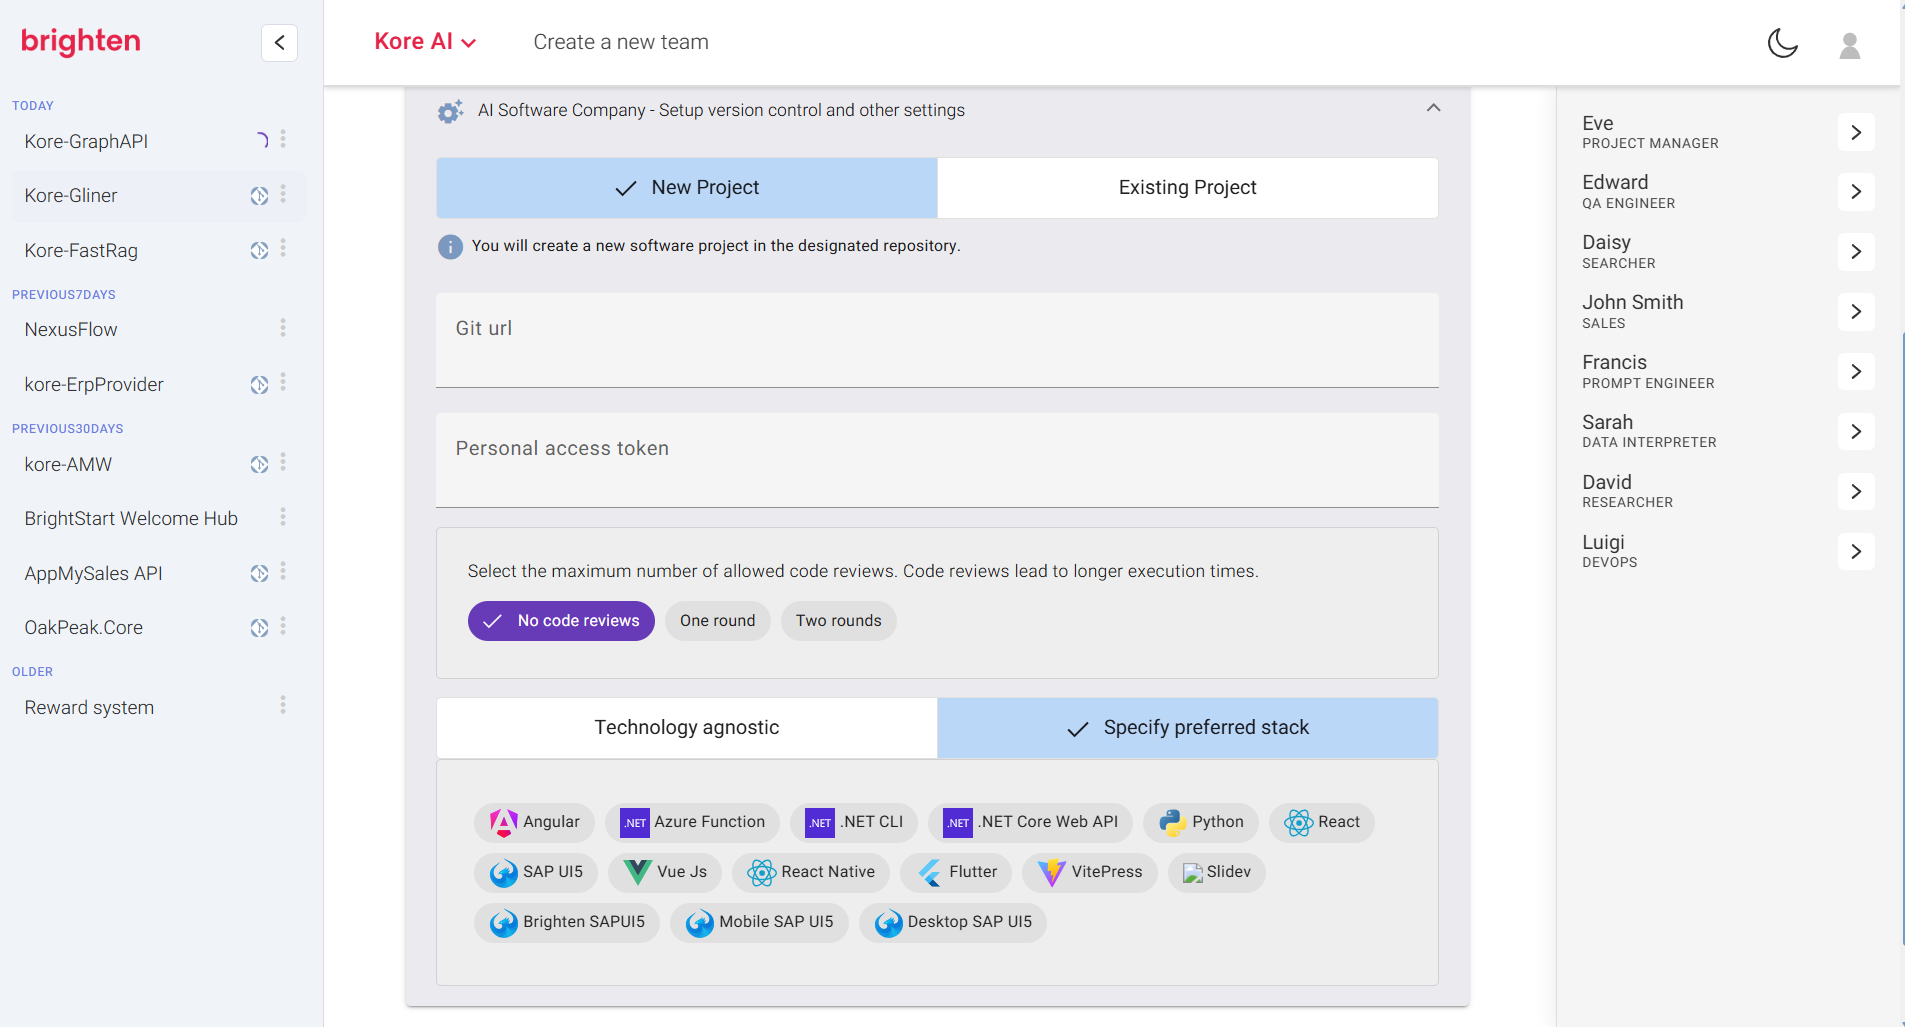 brighten
Kore AI
Create a new team
TODAY
Kore-GraphAPI
Kore-Gliner
Kore-FastRag
PREVIOUS7DAYS
NexusFlow
kore-ErpProvider
PREVIOUS30DAYS
kore-AMW
BrightStart Welcome Hub
AppMySales API
OakPeak.Core
OLDER
Reward system
AI Software Company - Setup version control and other settings
New Project
Existing Project
You will create a new software project in the designated repository.
Git url
Personal access token
Select the maximum number of allowed code reviews. Code reviews lead to longer execution times.
No code reviews
One round
Two rounds
Technology agnostic
Specify preferred stack
Angular
.NET Azure Function
.NET .NET CLI
.NET .NET Core Web API
Python
React
SAP UI5
Vue Js
React Native
Flutter
VitePress
Slidev
Brighten SAPUI5
Mobile SAP UI5
Desktop SAP UI5
Eve
PROJECT MANAGER
Edward
QA ENGINEER
Daisy
SEARCHER
John Smith
SALES
Francis
PROMPT ENGINEER
Sarah
DATA INTERPRETER
David
RESEARCHER
Luigi
DEVOPS